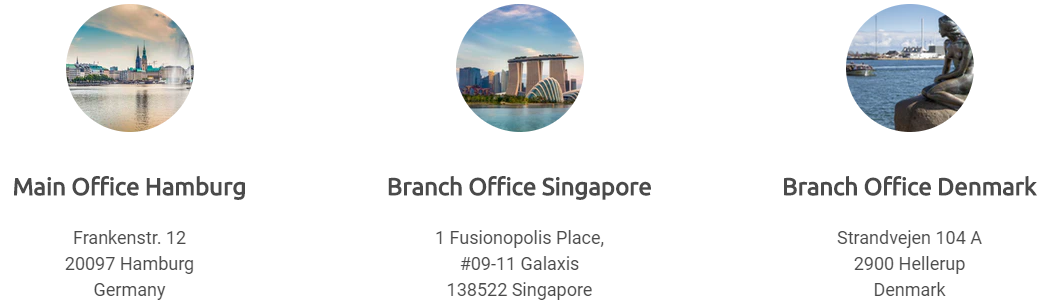 Main Office Hamburg
Frankenstr. 12
20097 Hamburg
Germany
Branch Office Singapore
1 Fusionopolis Place,
#09-11 Galaxis
138522 Singapore
Branch Office Denmark
Strandvejen 104 A
2900 Hellerup
Denmark